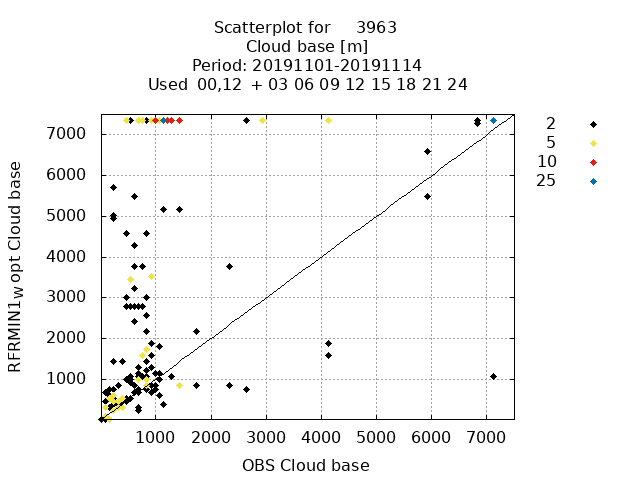 Scatterplot for 3963
Cloud base [m]
Period: 20191101-20191114
Used 00,12 + 03 06 09 12 15 18 21 24
RFRMIN1w opt Cloud base
7000
6000
5000
4000
3000
2000
1000
2
5
10
25
1000 2000 3000 4000 5000 6000 7000
OBS Cloud base